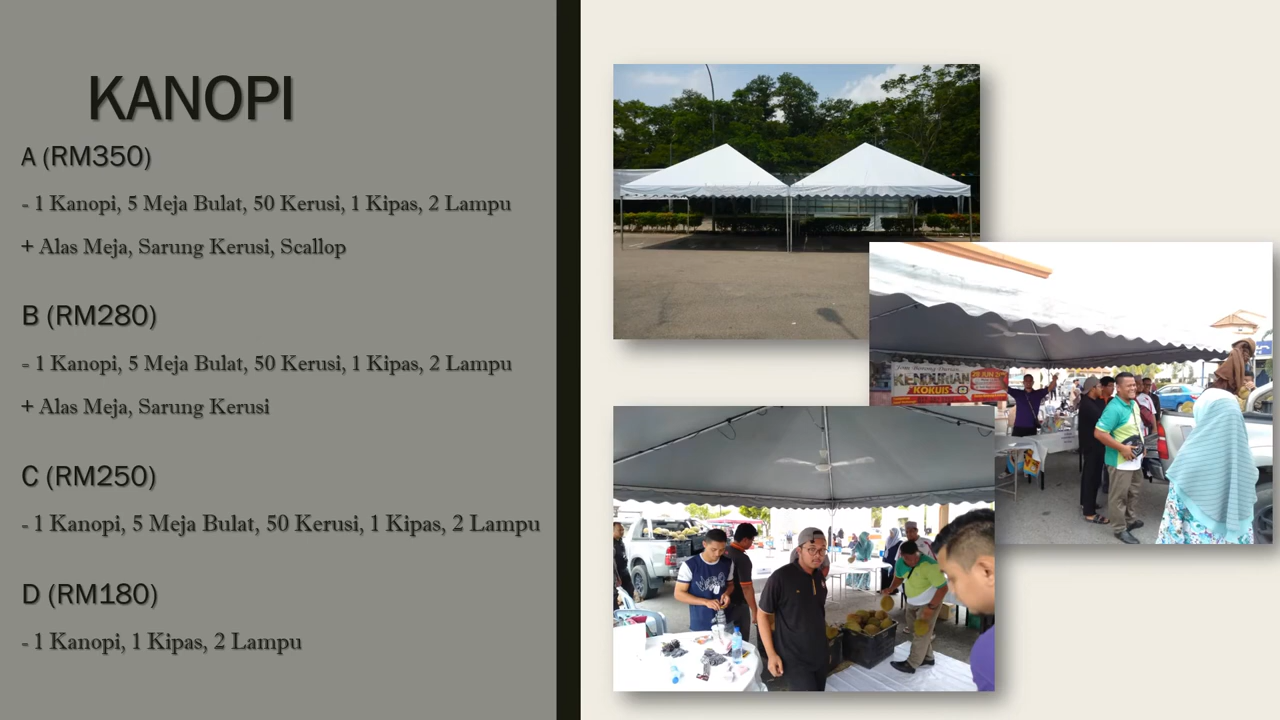 KANOPI
A (RM350)
- 1 Kanopi, 5 Meja Bulat, 50 Kerusi, 1 Kipas, 2 Lampu
+ Alas Meja, Sarung Kerusi, Scallop
B (RM280)
- 1 Kanopi, 5 Meja Bulat, 50 Kerusi, 1 Kipas, 2 Lampu
+ Alas Meja, Sarung Kerusi
C (RM250)
- 1 Kanopi, 5 Meja Bulat, 50 Kerusi, 1 Kipas, 2 Lampu
D (RM180)
- 1 Kanopi, 1 Kipas, 2 Lampu
KENDURIAN
KOKUIS